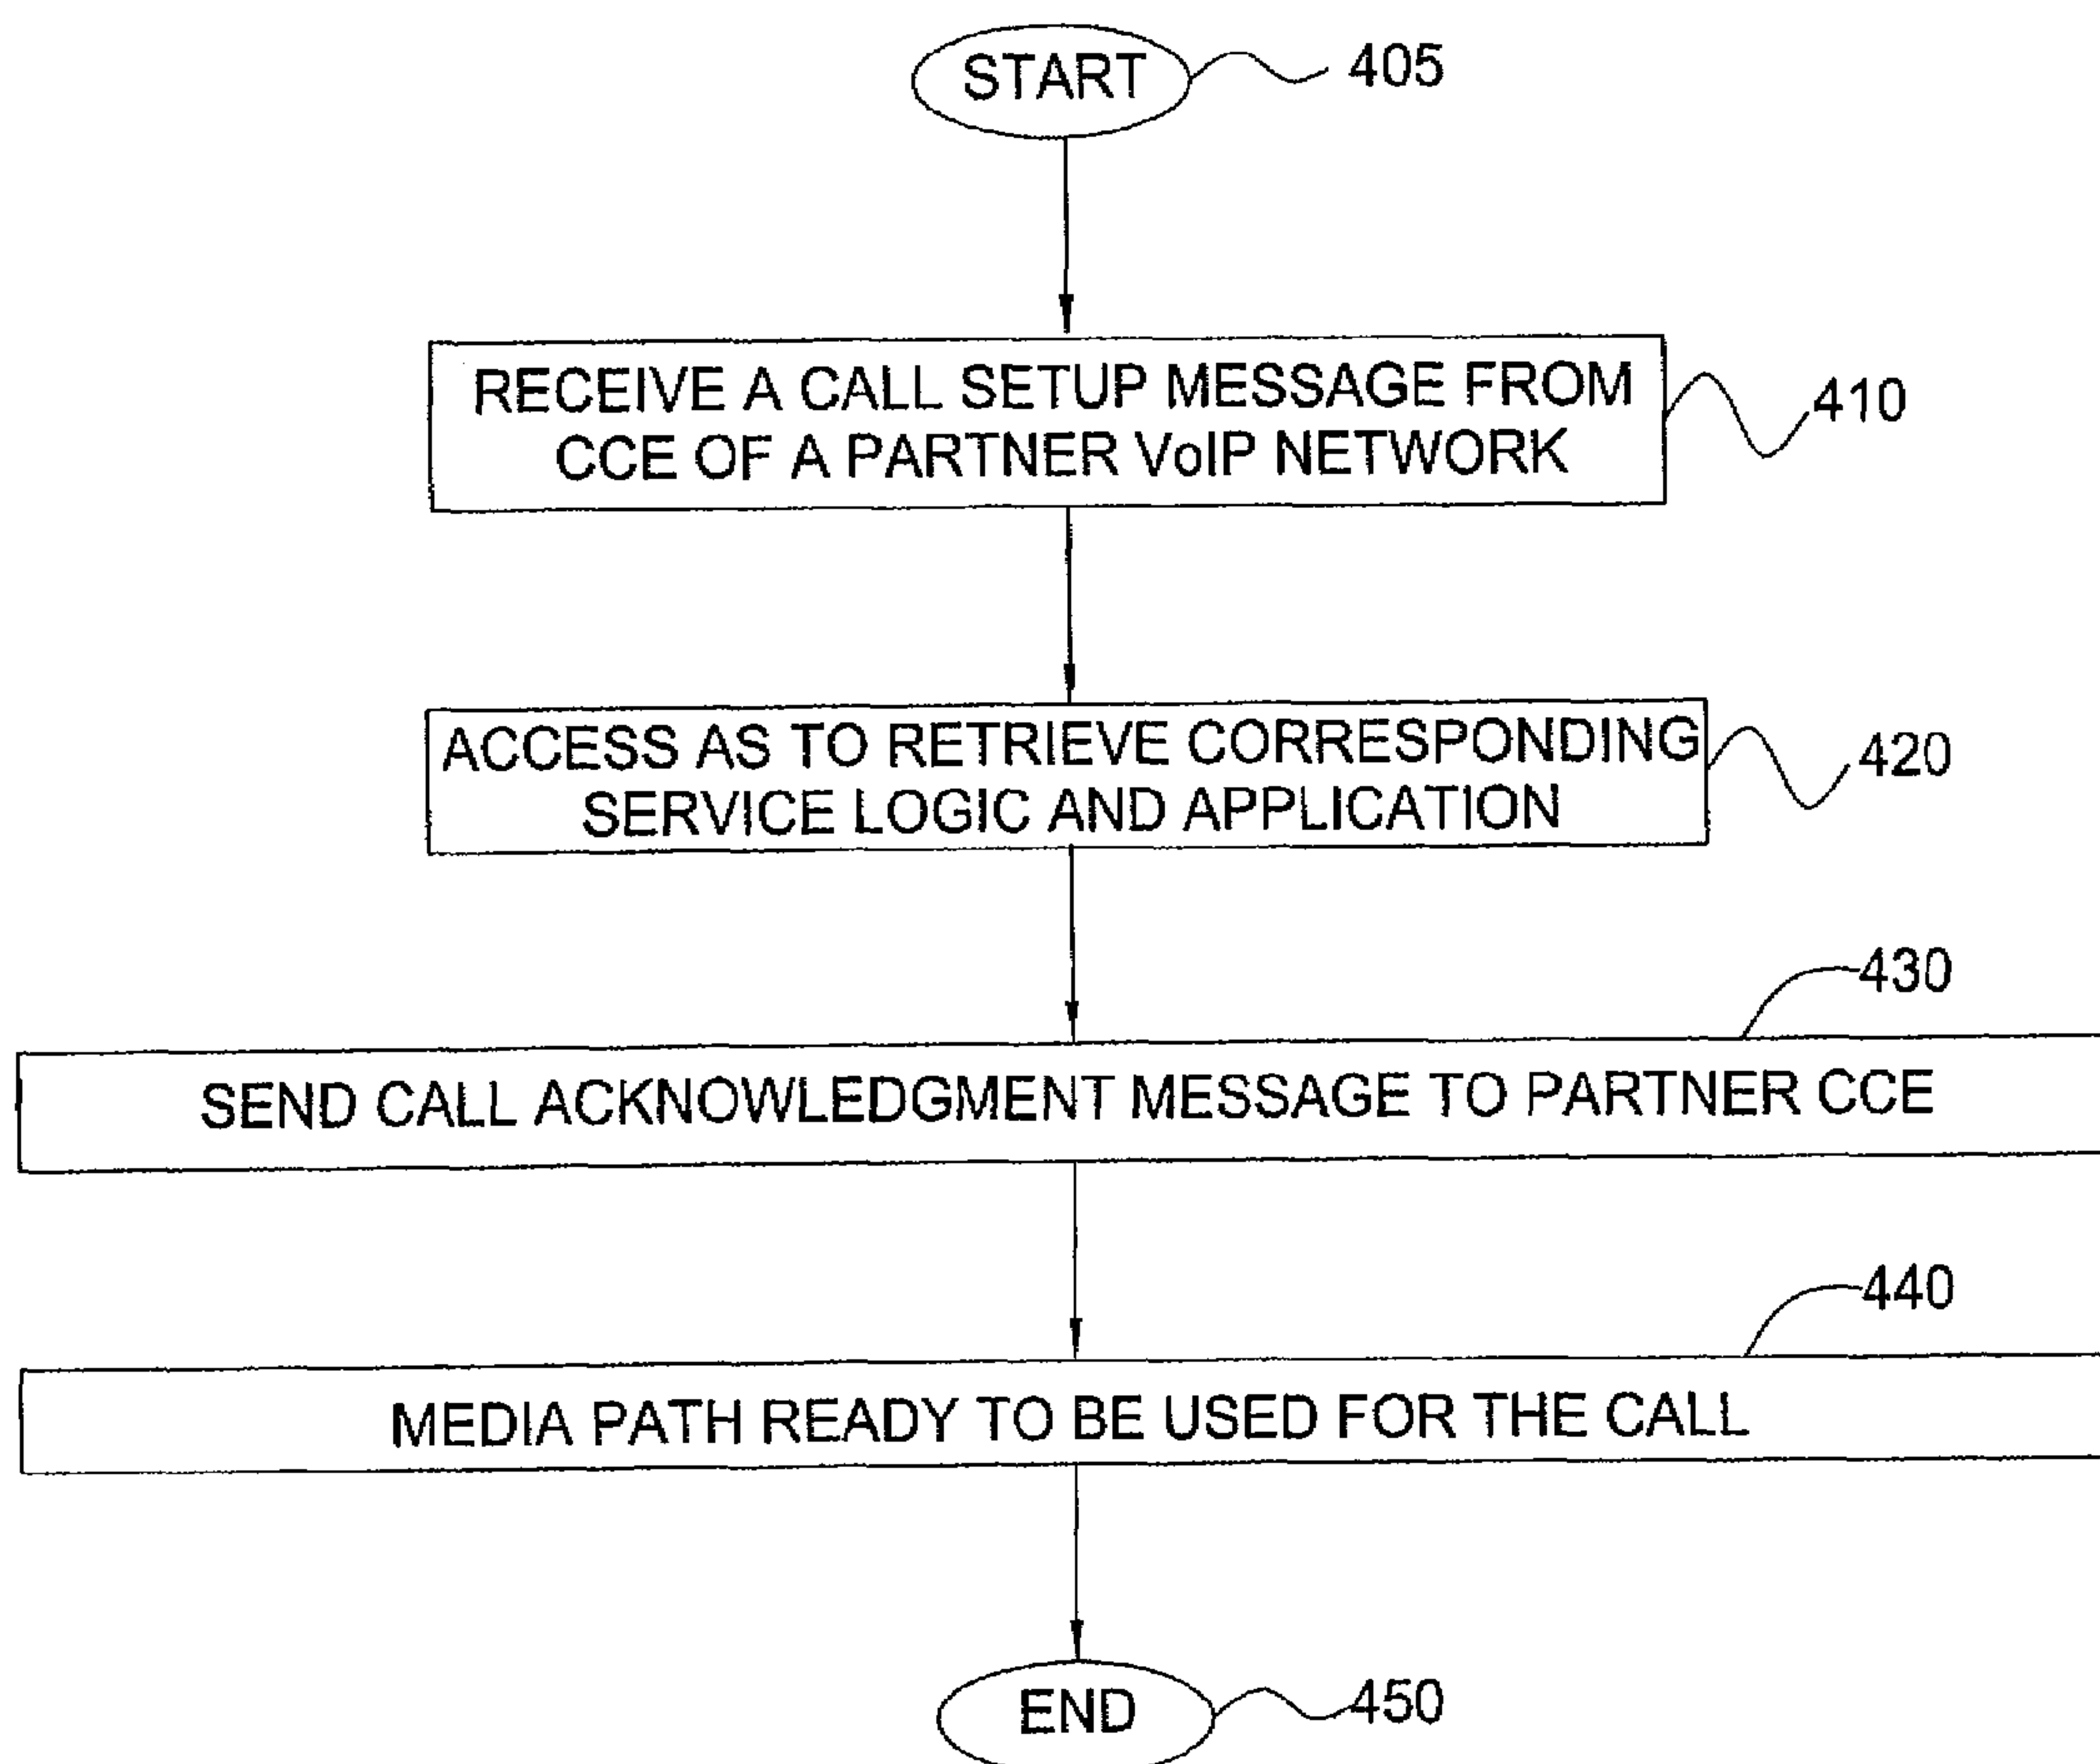 START
405
RECEIVE A CALL SETUP MESSAGE FROM
CCE OF A PARTNER VoIP NETWORK
410
ACCESS AS TO RETRIEVE CORRESPONDING
SERVICE LOGIC AND APPLICATION
420
430
SEND CALL ACKNOWLEDGMENT MESSAGE TO PARTNER CCE
440
MEDIA PATH READY TO BE USED FOR THE CALL
END
450